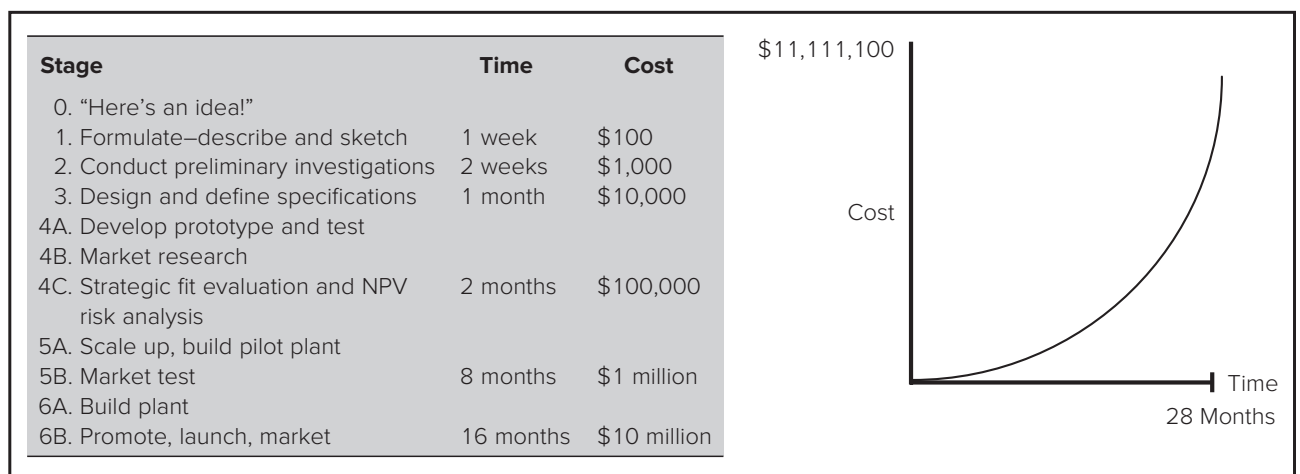 Stage Time Cost
0. “Here’s an idea!”
1. Formulate–describe and sketch 1 week $100
2. Conduct preliminary investigations 2 weeks $1,000
3. Design and define specifications 1 month $10,000
4A. Develop prototype and test
4B. Market research
4C. Strategic fit evaluation and NPV 2 months $100,000
risk analysis
5A. Scale up, build pilot plant
5B. Market test 8 months $1 million
6A. Build plant
6B. Promote, launch, market 16 months $10 million
$11,111,100
Cost
Time
28 Months